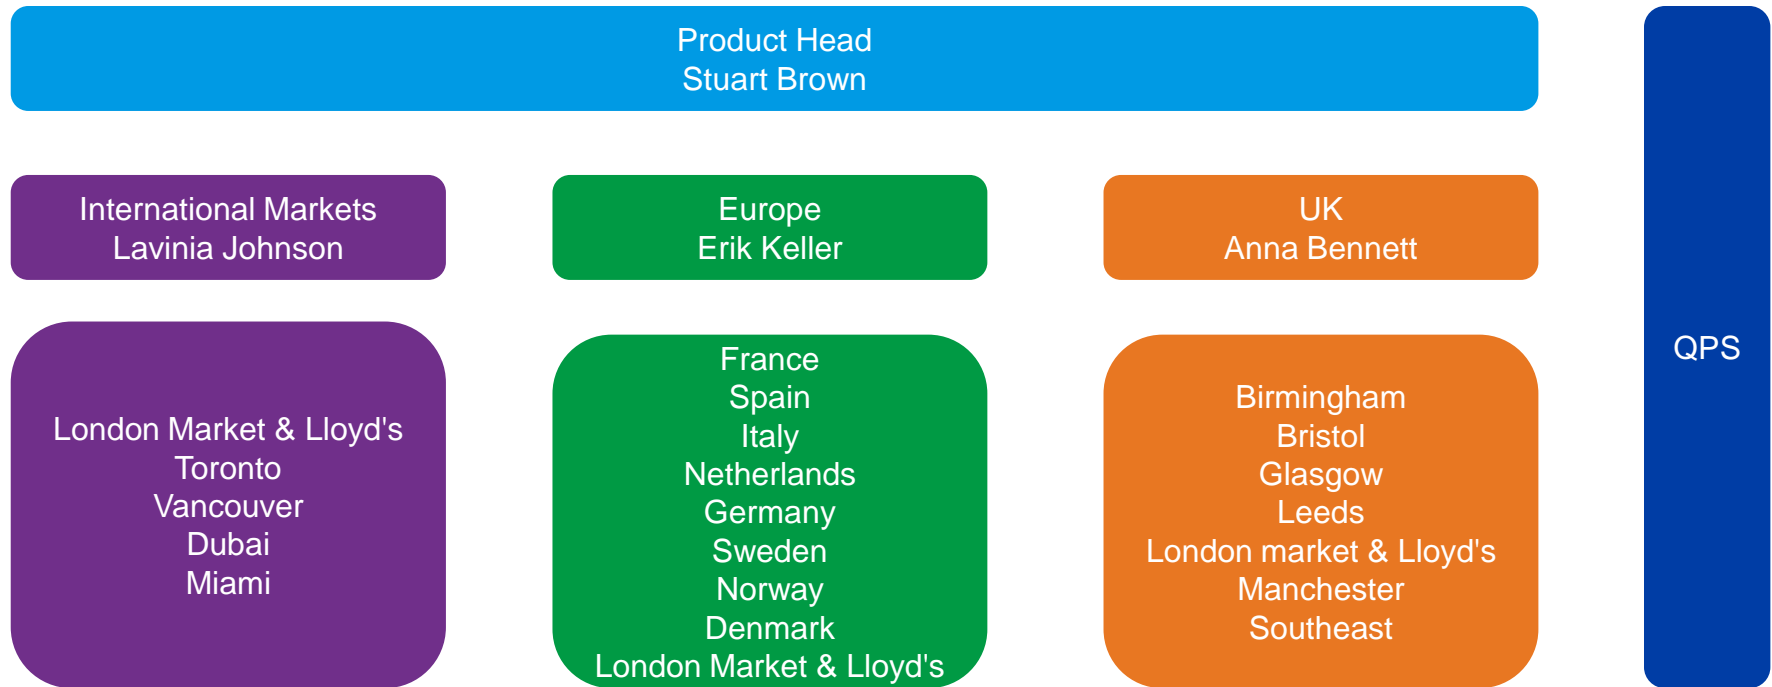 Product Head
Stuart Brown
International Markets
Lavinia Johnson
London Market & Lloyd's
Toronto
Vancouver
Dubai
Miami
Europe
Erik Keller
France
Spain
Italy
Netherlands
Germany
Sweden
Norway
Denmark
London Market & Lloyd's
UK
Anna Bennett
Birmingham
Bristol
Glasgow
Leeds
London market & Lloyd's
Manchester
Southeast
QPS